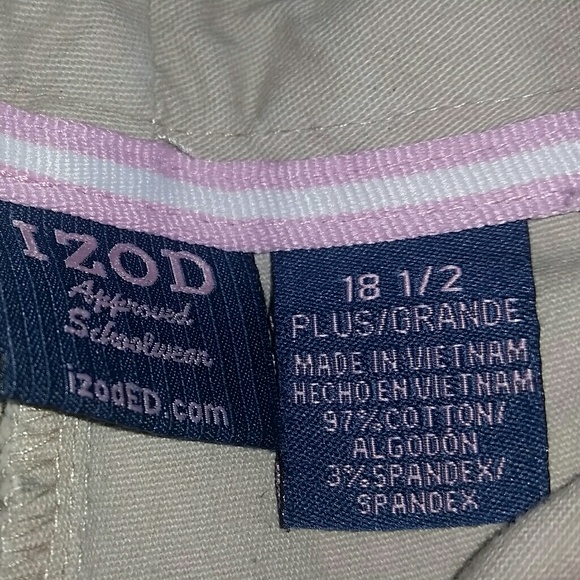 IZOD
Approved
Schoolwear
izodED.com
18 1/2
PLUS/GRANDE
MADE IN VIETNAM
HECHO EN VIETNAM
97%COTTON/
ALGODÓN
3%SPANDEX/
SPANDEX